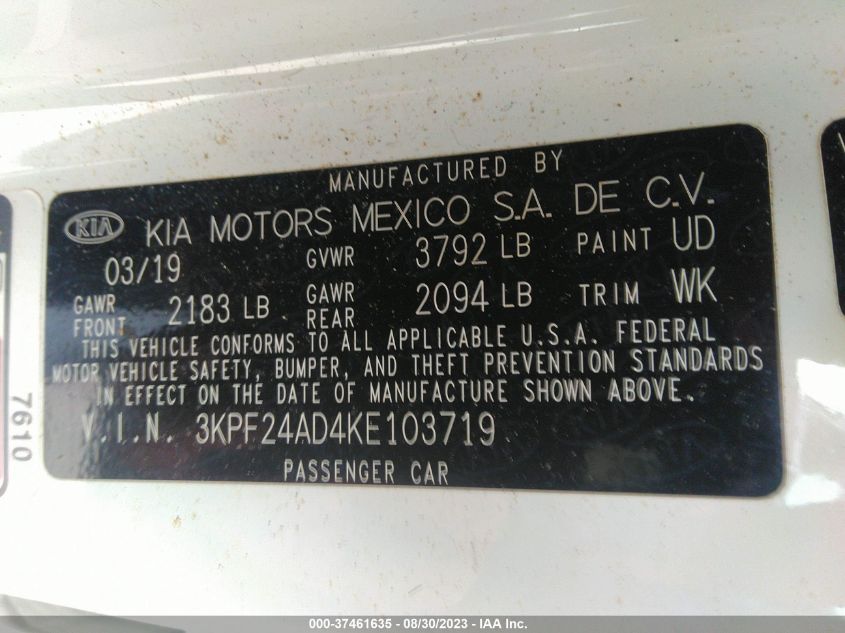 MANUFACTURED BY
KIA KIA MOTORS MEXICO S.A. DE C.V.
03/19 GVWR 3792 LB PAINT UD
GAWR FRONT 2183 LB GAWR REAR 2094 LB TRIM WK
THIS VEHICLE CONFORMS TO ALL APPLICABLE U.S.A. FEDERAL
MOTOR VEHICLE SAFETY, BUMPER, AND THEFT PREVENTION STANDARDS
IN EFFECT ON THE DATE OF MANUFACTURE SHOWN ABOVE.
V.I.N. 3KPF24AD4KE103719
PASSENGER CAR
7610
000-37461635 - 08/30/2023 - IAA Inc.